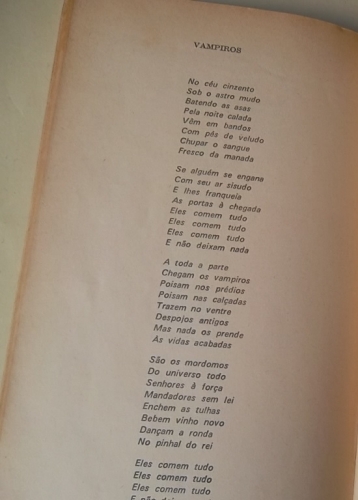 VAMPIROS
No céu cinzento
Sob o astro mudo
Batendo as asas
Pela noite calada
Vêm em bandos
Com pés de veludo
Chupar o sangue
Fresco da manada
Se alguém se engana
Com seu ar sisudo
E lhes franqueia
As portas à chegada
Eles comem tudo
Eles comem tudo
Eles comem tudo
E não deixam nada
A toda a parte
Chegam os vampiros
Poisam nos prédios
Poisam nas calçadas
Trazem no ventre
Despojos antigos
Mas nada os prende
Às vidas acabadas
São os mordomos
Do universo todo
Senhores à força
Mandadores sem lei
Enchem as tulhas
Bebem vinho novo
Dançam a ronda
No pinhal do rei
Eles comem tudo
Eles comem tudo
Eles comem tudo